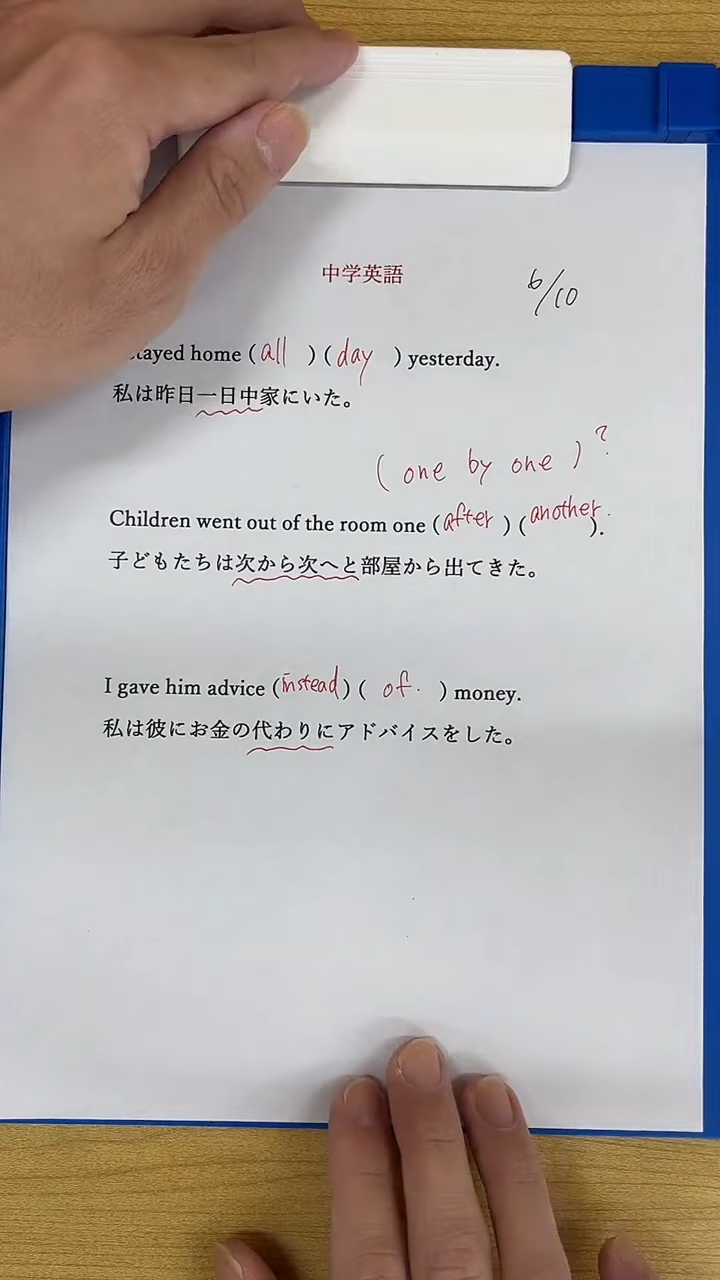 中学英語
6/10
stayed home (all) (day) yesterday.
私は昨日一日中家にいた。
(one by one)?
Children went out of the room one (after) (another).
子どもたちは次から次へと部屋から出てきた。
I gave him advice (instead) (of) money.
私は彼にお金の代わりにアドバイスをした。